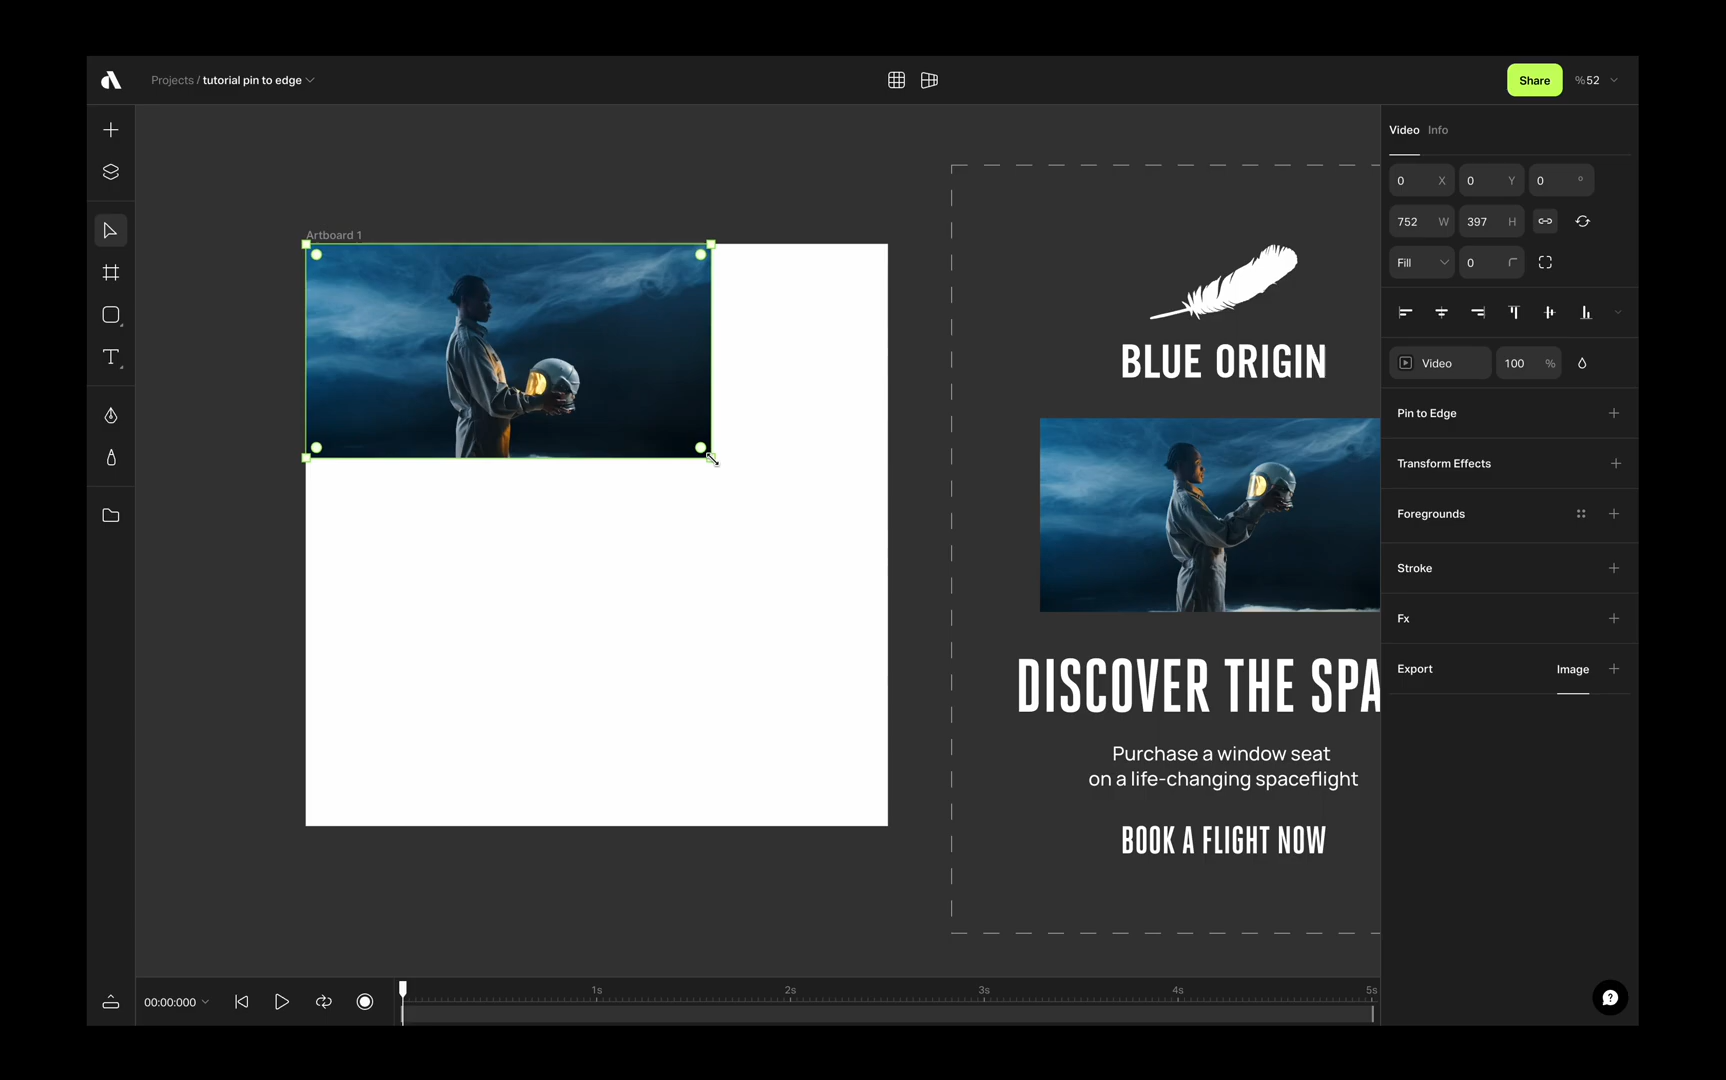 Projects / tutorial pin to edge
Share
%52
Video Info
0 X 0 Y 0 °
752 W 397 H
Fill 0
Video 100 %
Pin to Edge
Transform Effects
Foregrounds
Stroke
Fx
Export Image
Artboard 1
BLUE ORIGIN
DISCOVER THE SPA
Purchase a window seat
on a life-changing spaceflight
BOOK A FLIGHT NOW
T
00:00:000
1s 2s 3s 4s 5s
?